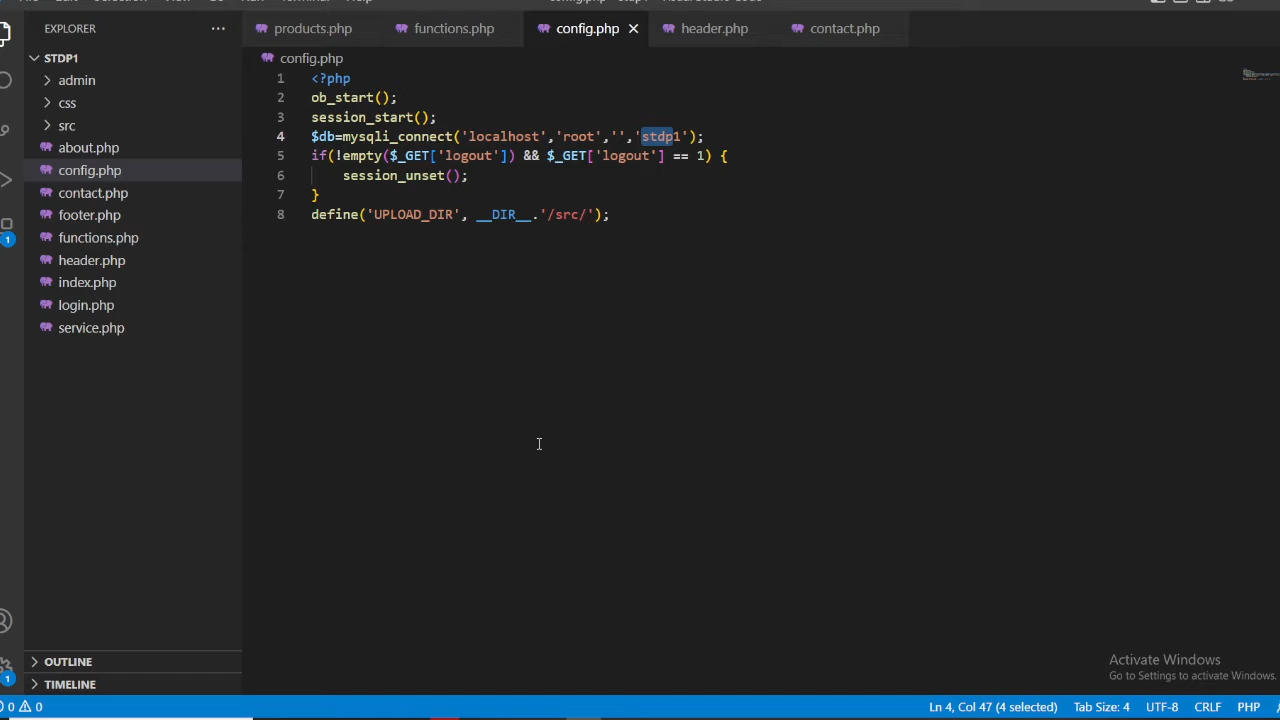 EXPLORER
STDP1
admin
css
src
about.php
config.php
contact.php
footer.php
functions.php
header.php
index.php
login.php
service.php
OUTLINE
TIMELINE
products.php
functions.php
config.php
header.php
contact.php
config.php
1 <?php
2 ob_start();
3 session_start();
4 $db=mysqli_connect('localhost','root','','stdp1');
5 if(!empty($_GET['logout']) && $_GET['logout'] == 1) {
6 session_unset();
7 }
8 define('UPLOAD_DIR', __DIR__.'/src/');
1
1
Activate Windows
Go to Settings to activate Windows.
0 0
Ln 4, Col 47 (4 selected)
Tab Size: 4
UTF-8
CRLF
PHP